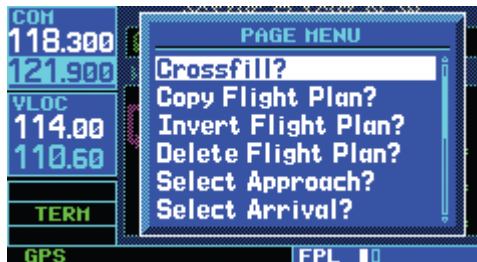 COM
118.300
121.900
VLOC
114.00
110.60
TERM
GPS
PAGE MENU
Crossfill?
Copy Flight Plan?
Invert Flight Plan?
Delete Flight Plan?
Select Approach?
Select Arrival?
FPL